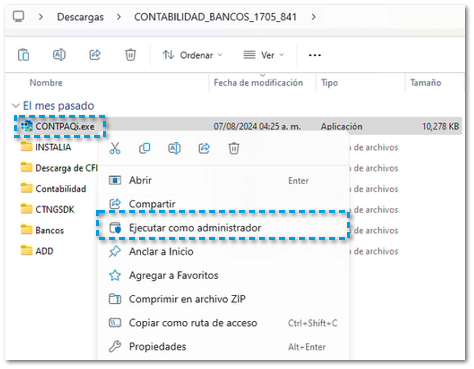 Descargas > CONTABILIDAD_BANCOS_1705_841 >
Ordenar Ver ...
Nombre Fecha de modificación Tipo Tamaño
El mes pasado
CONTPAQi.exe 07/08/2024 04:25 a. m. Aplicación 10,278 KB
INSTALIA a de archivos
Descarga de CFI a de archivos
Abrir Enter
Contabilidad a de archivos
Compartir
CTNGSDK a de archivos
Bancos a de archivos
Ejecutar como administrador
ADD a de archivos
Anclar a Inicio
Agregar a Favoritos
Comprimir en archivo ZIP
Copiar como ruta de acceso Ctrl+Shift+C
Propiedades Alt+Enter